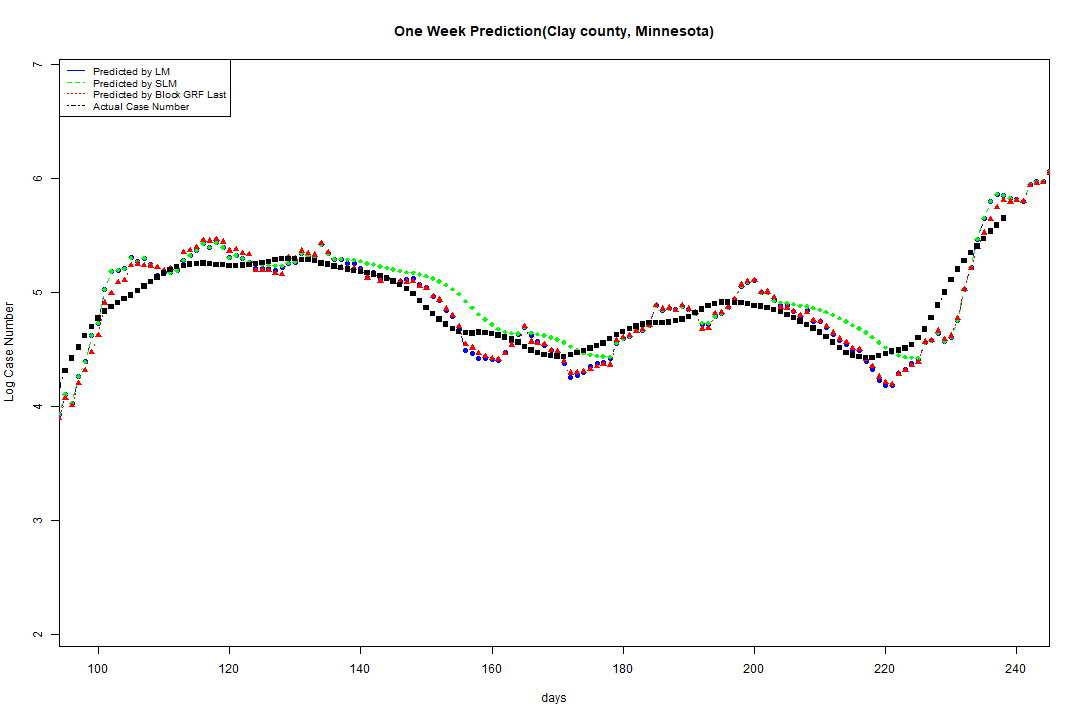 One Week Prediction(Clay county, Minnesota)
Predicted by LM
Predicted by SLM
Predicted by Block GRF Last
Actual Case Number
7
6
5
4
3
2
Log Case Number
100 120 140 160 180 200 220 240
days